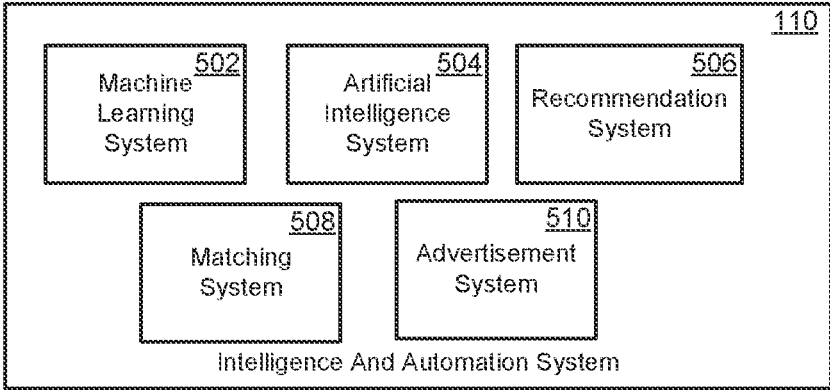 110
502
Machine
Learning
System
504
Artificial
Intelligence
System
506
Recommendation
System
508
Matching
System
510
Advertisement
System
Intelligence And Automation System